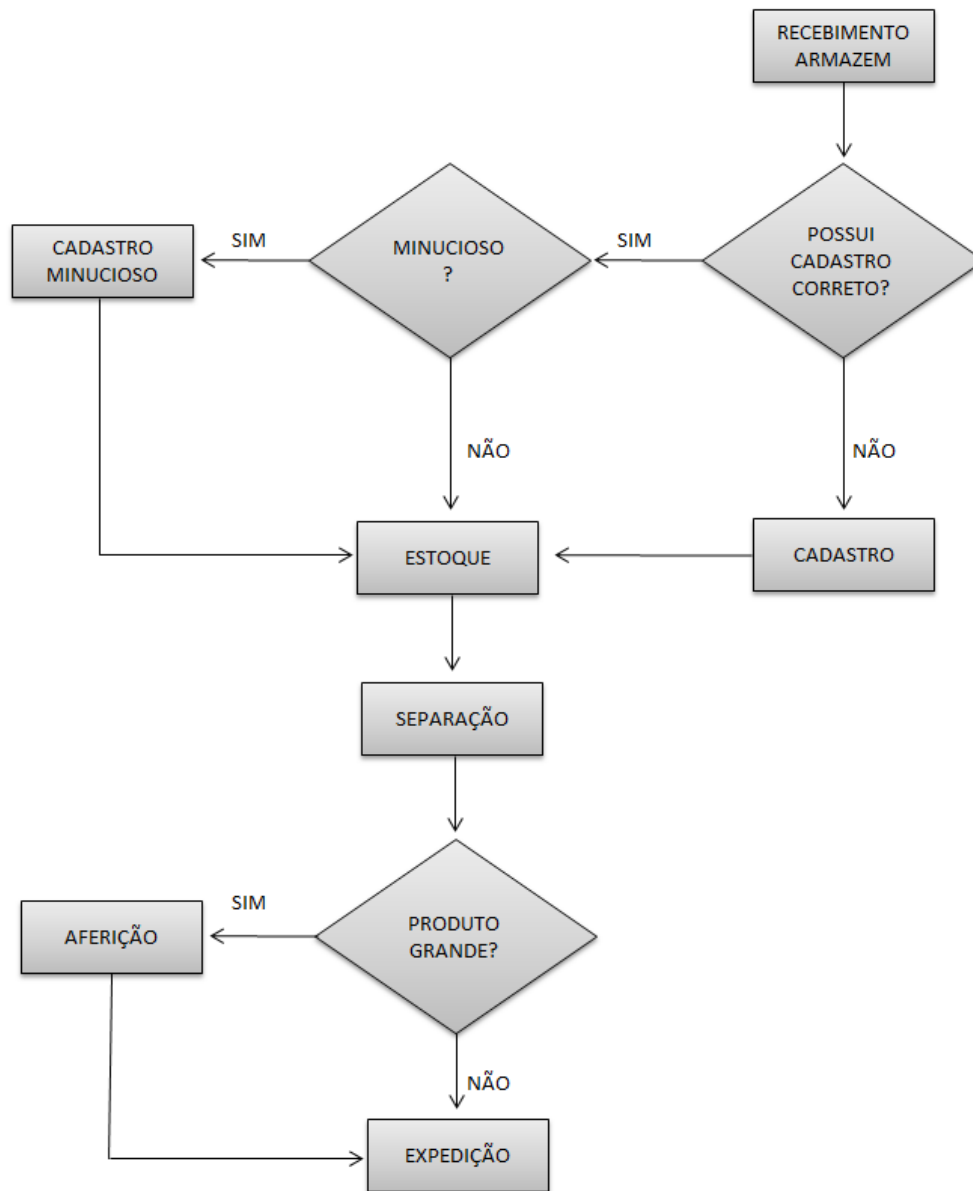 RECEBIMENTO
ARMAZEM
POSSUI
CADASTRO
CORRETO?
SIM
MINUCIOSO
?
SIM
CADASTRO
MINUCIOSO
NÃO
NÃO
ESTOQUE
CADASTRO
SEPARAÇÃO
PRODUTO
GRANDE?
SIM
AFERIÇÃO
NÃO
EXPEDIÇÃO